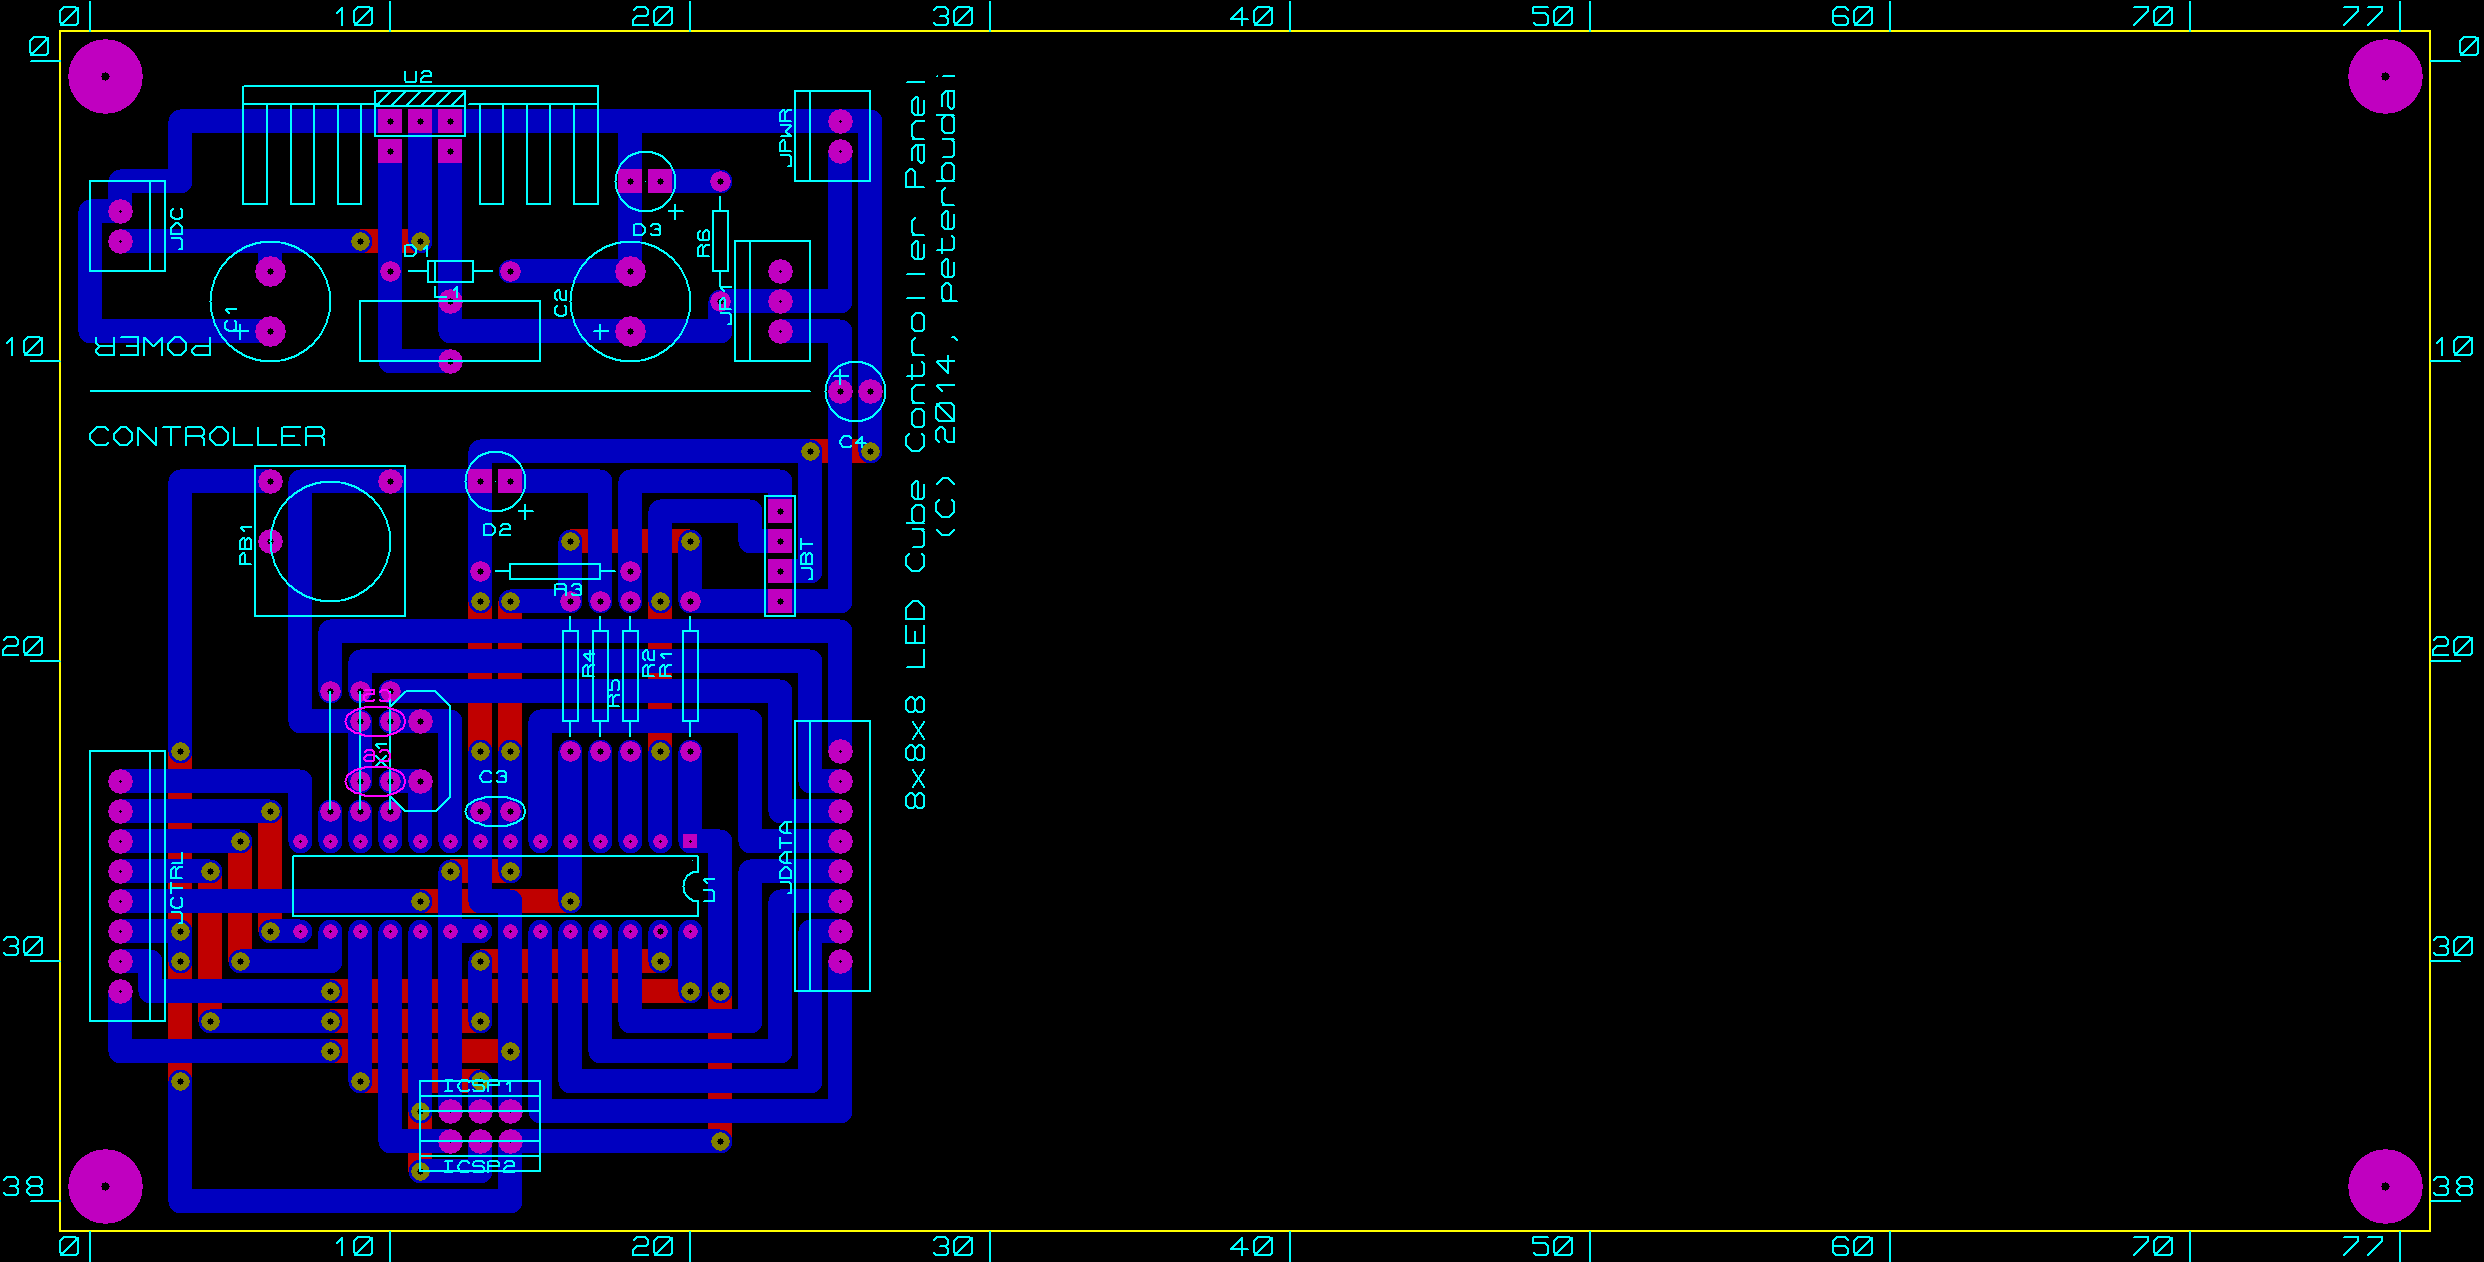 0 10 20 30 40 50 60 70 77
0 0
U2
JPWR
JDC
D3
R6
D1
L1
C2
JP1
C1
POWER
10 10
8x8x8 LED Cube Controller Panel
(C) 2014, peterbudai
C4
CONTROLLER
D2
PB1
JBT
R3
20 20
R4
R2
R1
R5
X1
C3
JDATA
JCTRL
U1
30 30
ICSP1
ICSP2
38 38
0 10 20 30 40 50 60 70 77